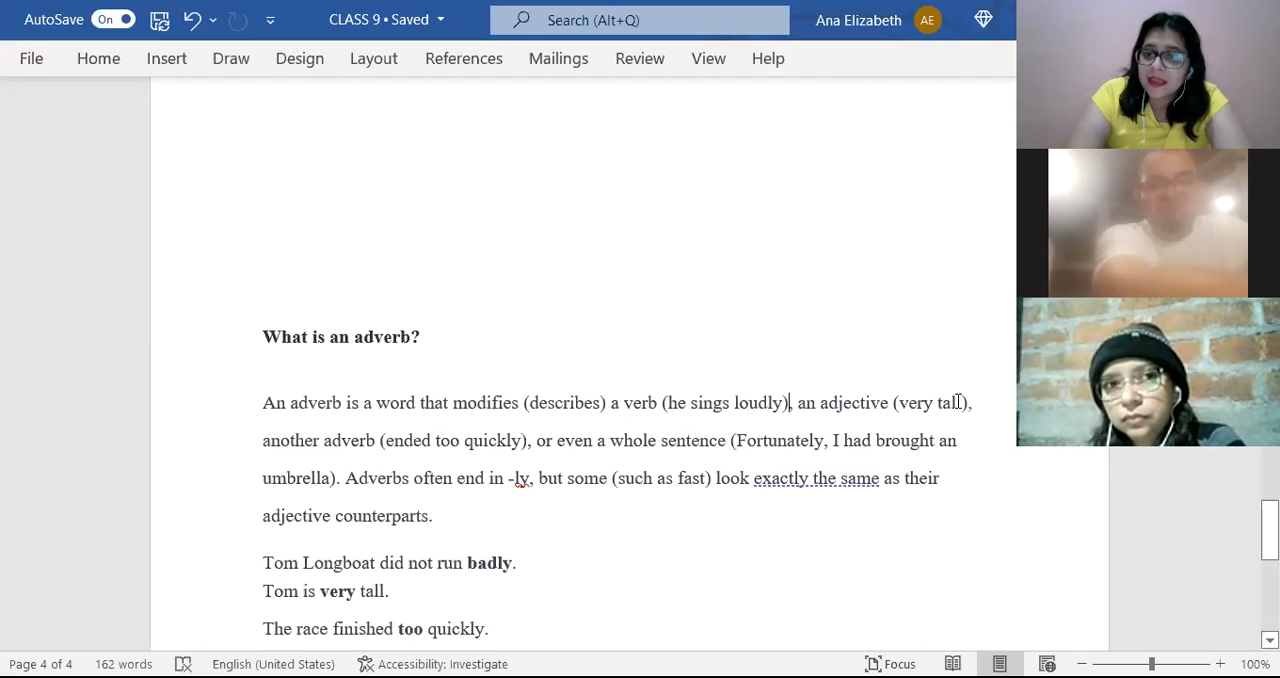 AutoSave On CLASS 9 • Saved Search (Alt+Q) Ana Elizabeth AE
File Home Insert Draw Design Layout References Mailings Review View Help
What is an adverb?
An adverb is a word that modifies (describes) a verb (he sings loudly), an adjective (very tall),
another adverb (ended too quickly), or even a whole sentence (Fortunately, I had brought an
umbrella). Adverbs often end in -ly, but some (such as fast) look exactly the same as their
adjective counterparts.
Tom Longboat did not run badly.
Tom is very tall.
The race finished too quickly.
Page 4 of 4 162 words English (United States) Accessibility: Investigate Focus 100%